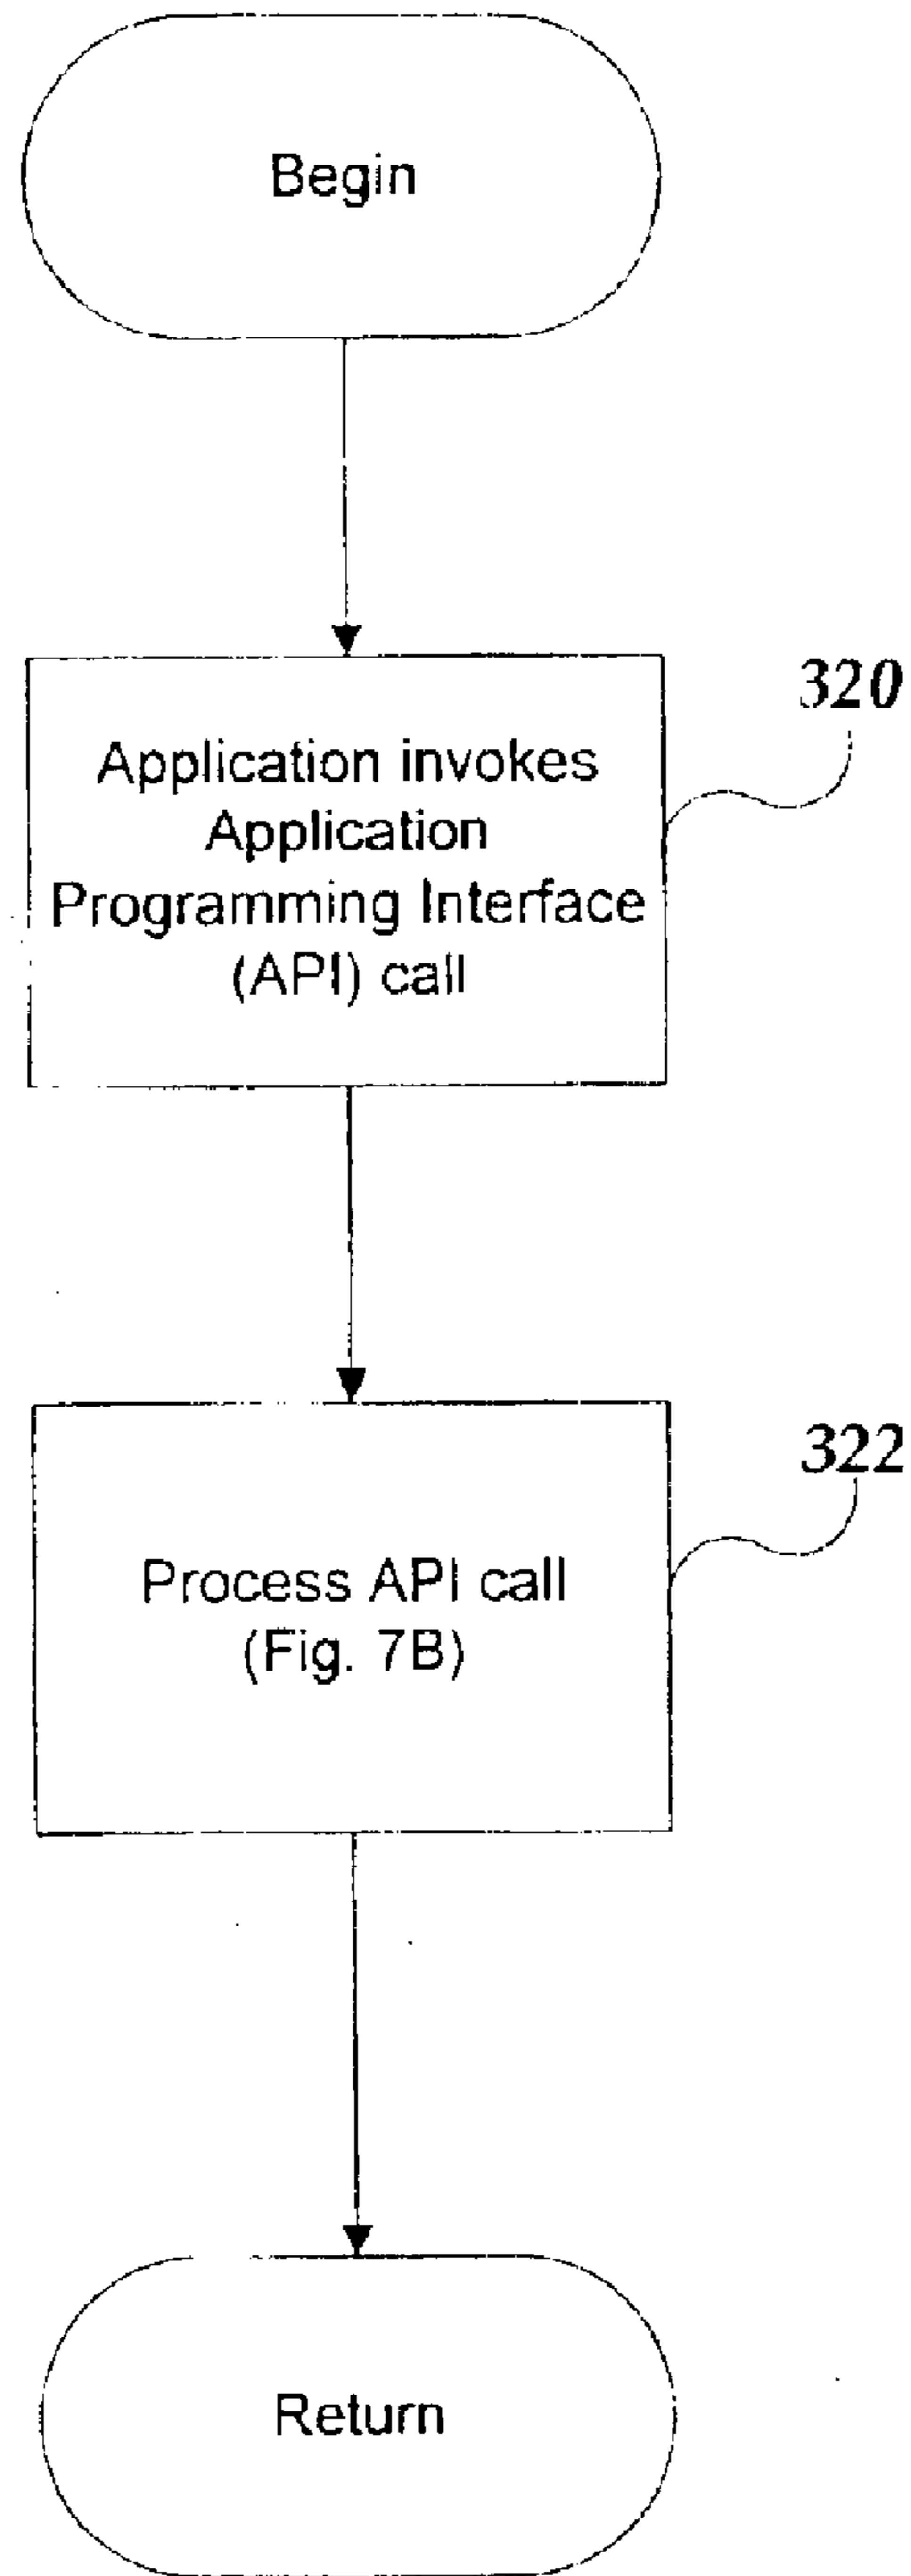 Begin
320
Application invokes
Application
Programming Interface
(API) call
322
Process API call
(Fig. 7B)
Return